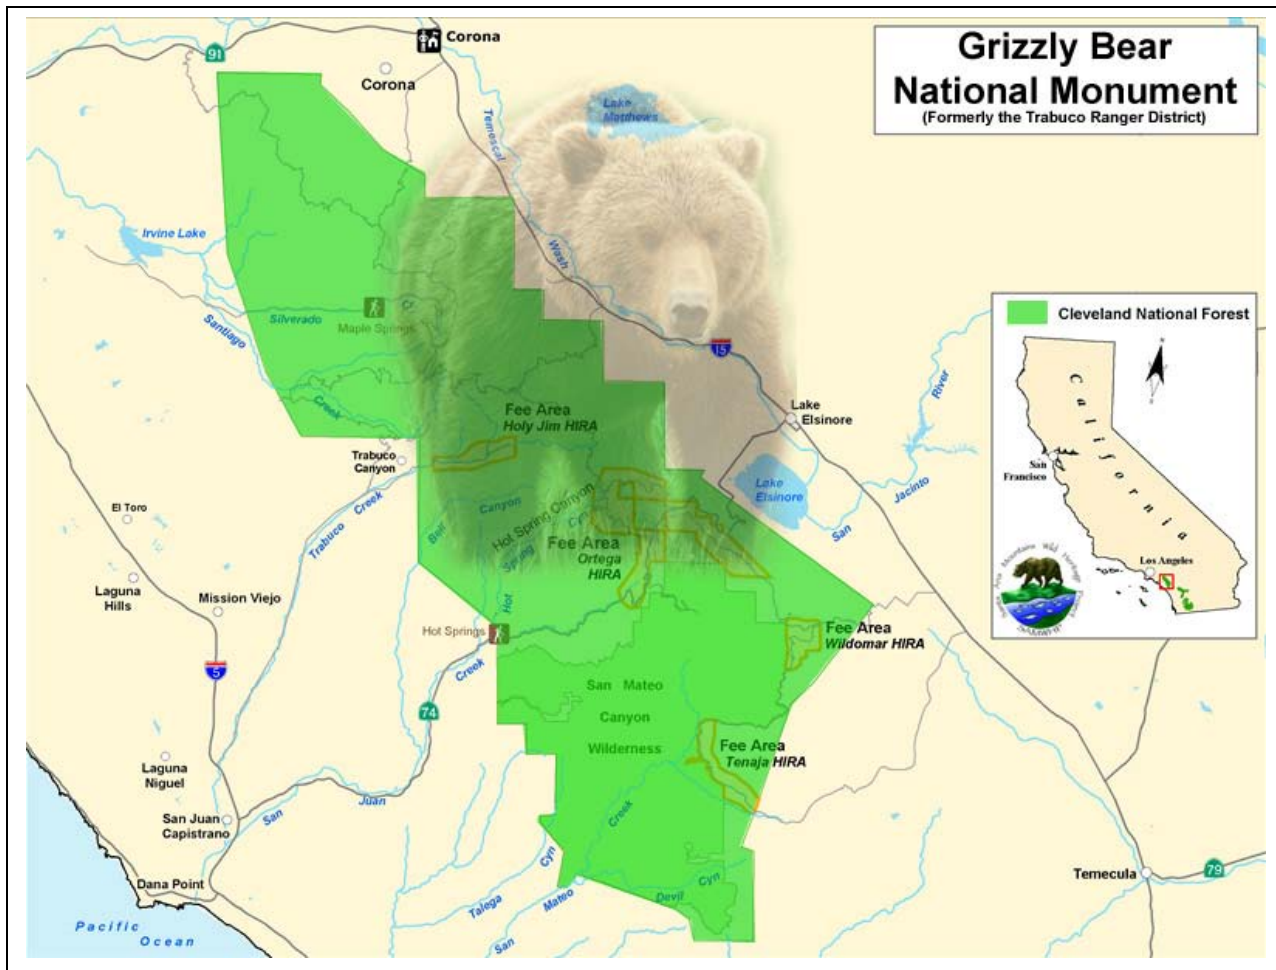 Grizzly Bear
National Monument
(Formerly the Trabuco Ranger District)
91
Corona
Corona
Temescal
Wash
Lake
Matthews
Irvine Lake
Silverado
Cr
Maple Springs
Santiago
Creek
15
Fee Area
Holy Jim HIRA
Trabuco
Canyon
Lake
Elsinore
Lake
Elsinore
River
Jacinto
San
El Toro
Trabuco
Creek
Bell
Canyon
Hot Spring Canyon
Hot
Spring
Cyn
Fee Area
Ortega
HIRA
Laguna
Hills
Mission Viejo
Hot Springs
5
Creek
74
Fee Area
Wildomar HIRA
San Mateo
Canyon
Wilderness
Fee Area
Tenaja HIRA
Laguna
Niguel
San Juan
Capistrano
San
Juan
Dana Point
Pacific
Ocean
Talega
Cyn
San
Mateo
Creek
Devil
Cyn
Temecula
79
Cleveland National Forest
N
California
San
Francisco
Los Angeles